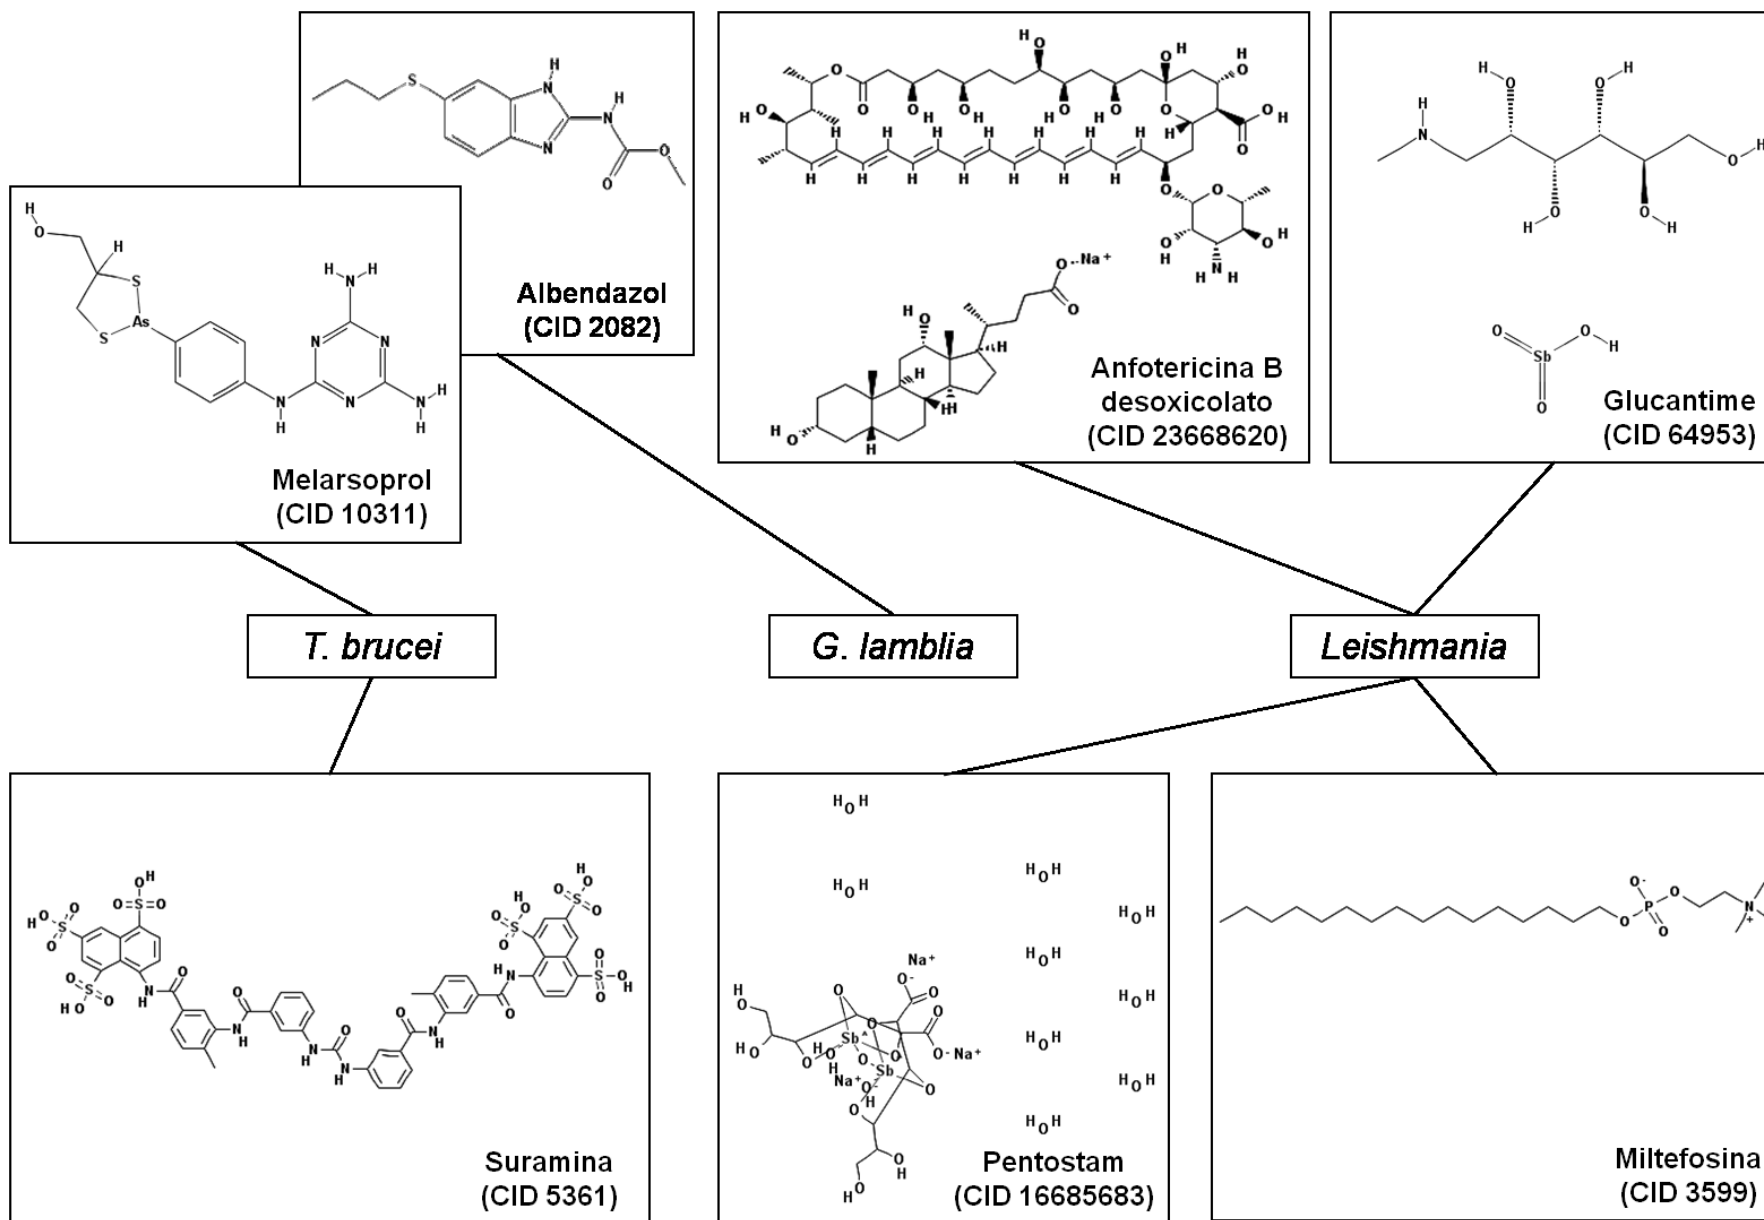 Albendazol
(CID 2082)
Melarsoprol
(CID 10311)
Anfotericina B
desoxicolato
(CID 23668620)
Glucantime
(CID 64953)
T. brucei
G. lamblia
Leishmania
Suramina
(CID 5361)
Pentostam
(CID 16685683)
Miltefosina
(CID 3599)